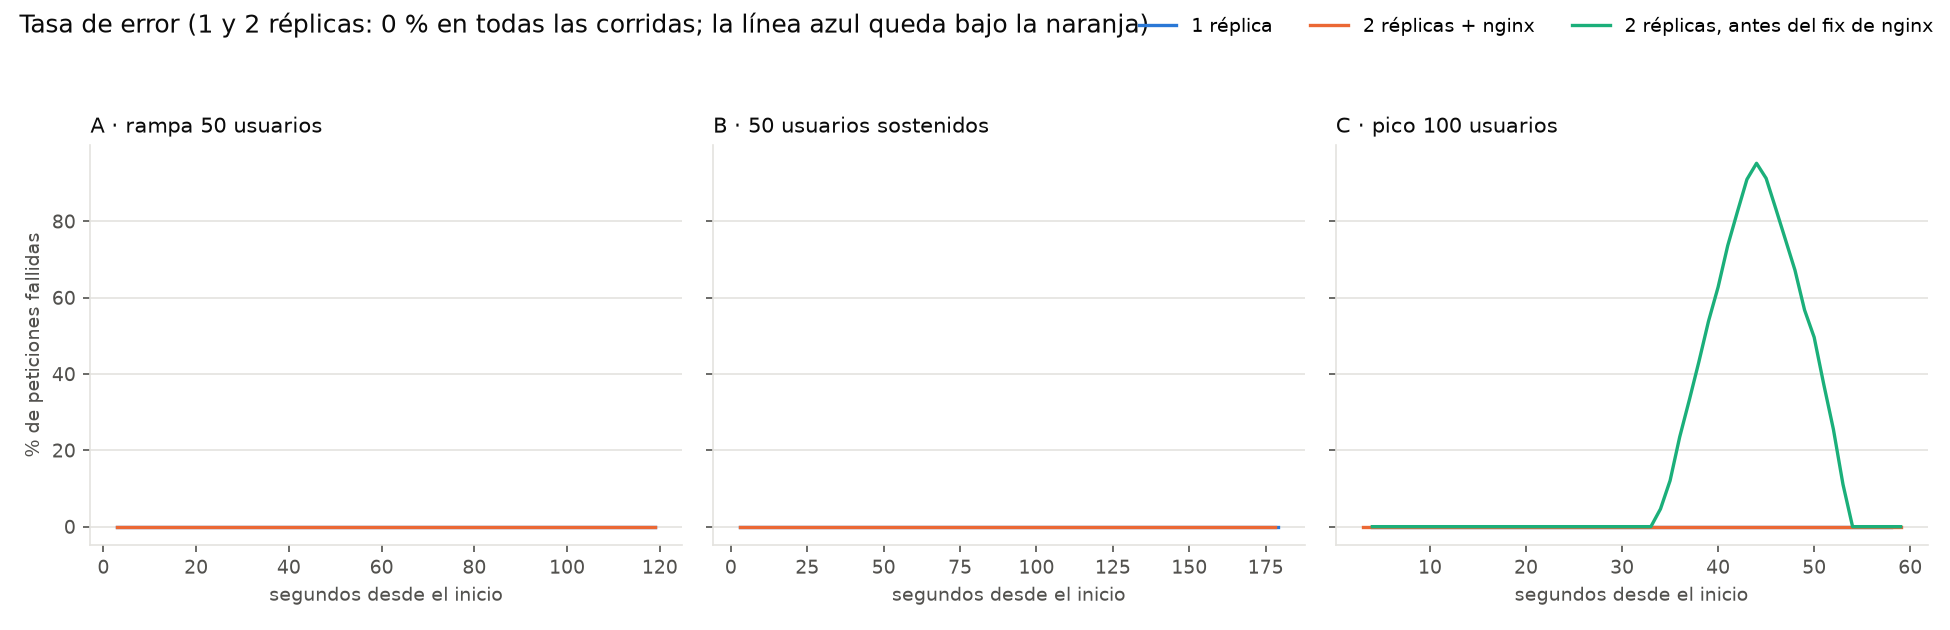 Tasa de error (1 y 2 réplicas: 0 % en todas las corridas; la línea azul queda bajo la naranja)
1 réplica
2 réplicas + nginx
2 réplicas, antes del fix de nginx
A · rampa 50 usuarios
B · 50 usuarios sostenidos
C · pico 100 usuarios
% de peticiones fallidas
80
60
40
20
0
0 20 40 60 80 100 120
0 25 50 75 100 125 150 175
10 20 30 40 50 60
segundos desde el inicio
segundos desde el inicio
segundos desde el inicio